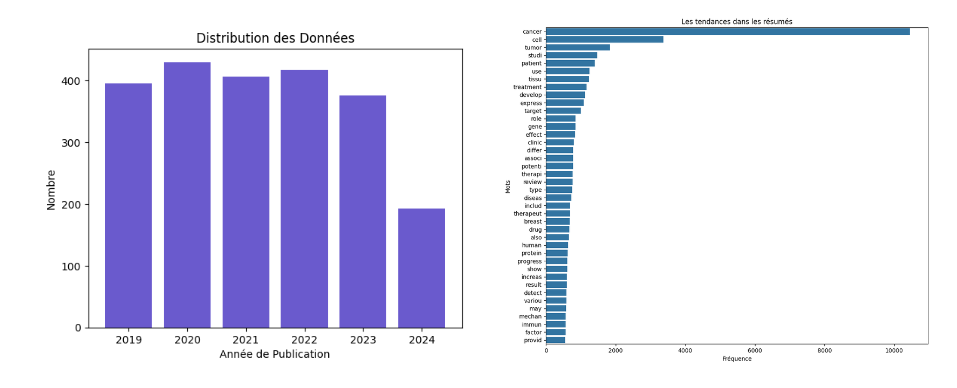 Distribution des Données
Nombre
400
300
200
100
0
2019 2020 2021 2022 2023 2024
Année de Publication
Les tendances dans les résumés
Mots
cancer
cell
tumor
studi
patient
use
tissu
treatment
develop
express
target
role
gene
effect
clinic
differ
associ
potenti
therapi
review
type
diseas
includ
therapeut
breast
drug
also
human
protein
progress
show
increas
result
detect
variou
may
mechan
immun
factor
provid
0 2000 4000 6000 8000 10000
Fréquence